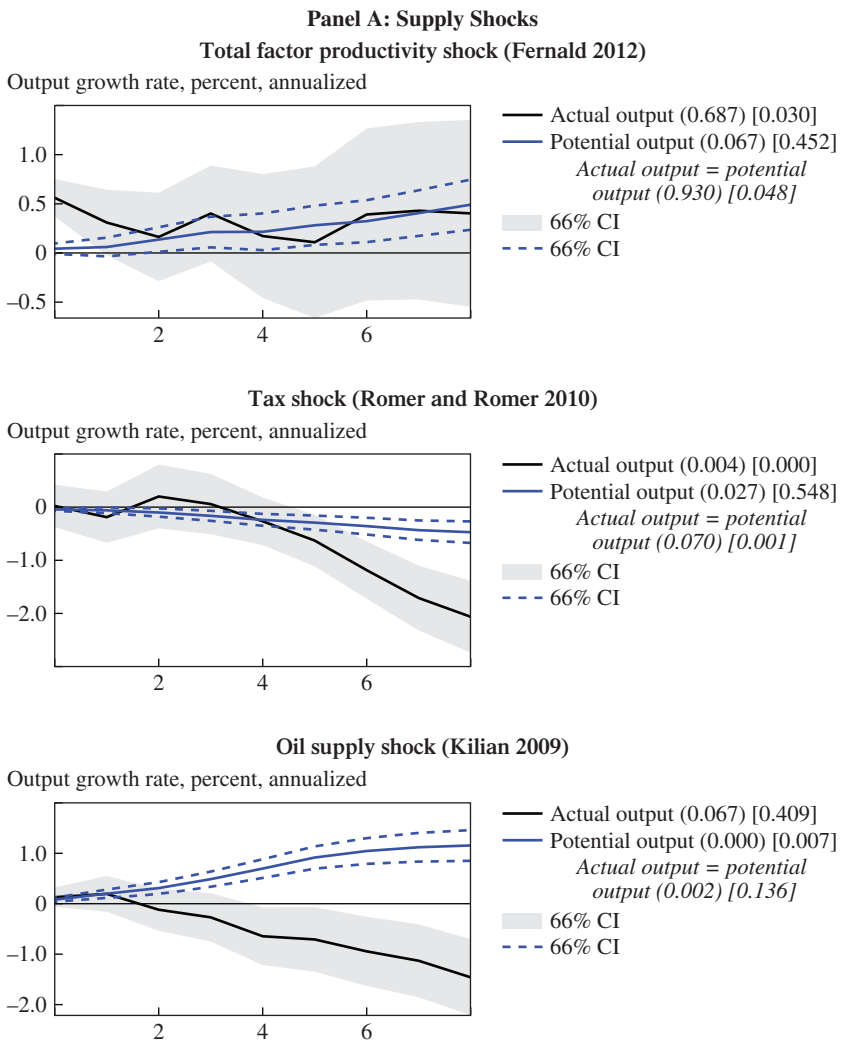 Panel A: Supply Shocks
Total factor productivity shock (Fernald 2012)
Output growth rate, percent, annualized
1.0
0.5
0
–0.5
2
4
6
Actual output (0.687) [0.030]
Potential output (0.067) [0.452]
Actual output = potential
output (0.930) [0.048]
66% CI
66% CI
Tax shock (Romer and Romer 2010)
Output growth rate, percent, annualized
0
–1.0
–2.0
2
4
6
Actual output (0.004) [0.000]
Potential output (0.027) [0.548]
Actual output = potential
output (0.070) [0.001]
66% CI
66% CI
Oil supply shock (Kilian 2009)
Output growth rate, percent, annualized
1.0
0
–1.0
–2.0
2
4
6
Actual output (0.067) [0.409]
Potential output (0.000) [0.007]
Actual output = potential
output (0.002) [0.136]
66% CI
66% CI